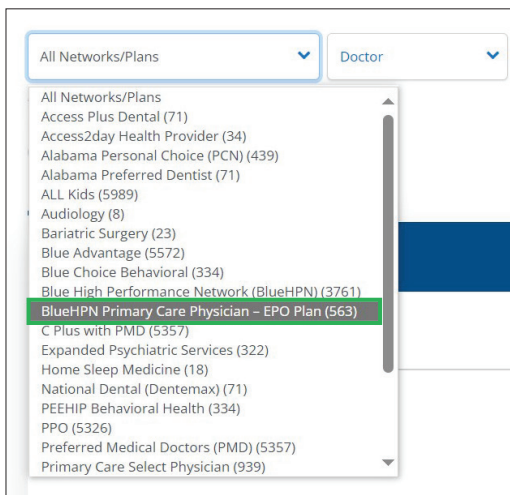 All Networks/Plans
Doctor
All Networks/Plans
Access Plus Dental (71)
Access2day Health Provider (34)
Alabama Personal Choice (PCN) (439)
Alabama Preferred Dentist (71)
ALL Kids (5989)
Audiology (8)
Bariatric Surgery (23)
Blue Advantage (5572)
Blue Choice Behavioral (334)
Blue High Performance Network (BlueHPN) (3761)
BlueHPN Primary Care Physician – EPO Plan (563)
C Plus with PMD (5357)
Expanded Psychiatric Services (322)
Home Sleep Medicine (18)
National Dental (Dentemax) (71)
PEEHIP Behavioral Health (334)
PPO (5326)
Preferred Medical Doctors (PMD) (5357)
Primary Care Select Physician (939)